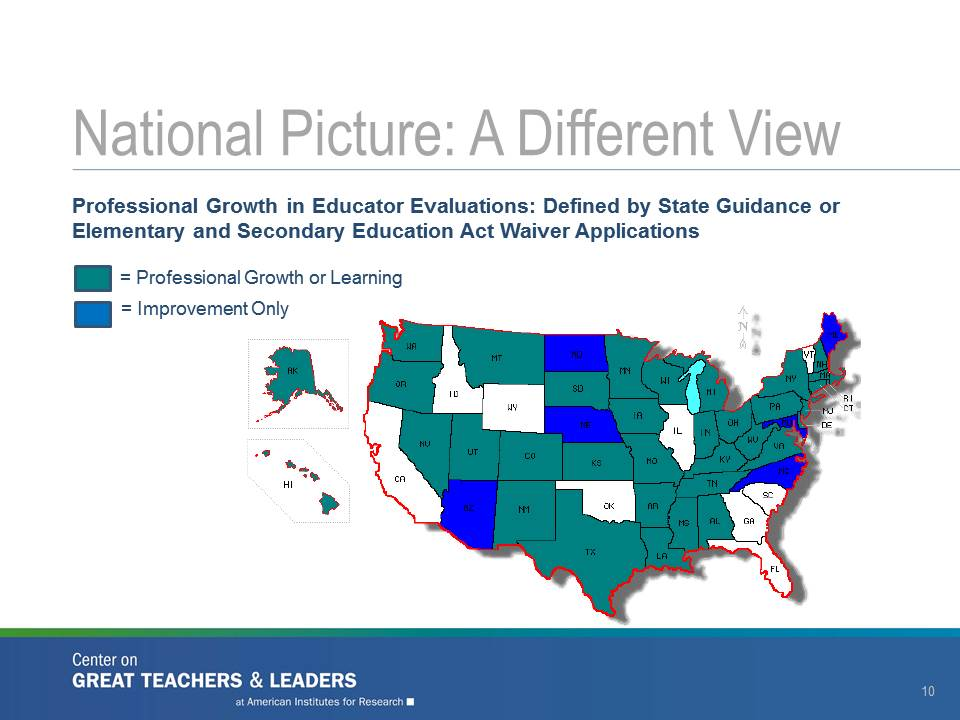 National Picture: A Different View
Professional Growth in Educator Evaluations: Defined by State Guidance or
Elementary and Secondary Education Act Waiver Applications
= Professional Growth or Learning
= Improvement Only
N
WA
MT
MN
VT
NH
AK
OR
ID
SD
WI
MI
NY
MA
WY
IA
PA
RI
CT
NJ
NE
OH
DE
NV
IL
IN
WV
VA
UT
CO
KS
MO
KY
HI
CA
NC
TN
AZ
NM
OK
AR
SC
MS
AL
GA
TX
LA
FL
Center on
GREAT TEACHERS & LEADERS
at American Institutes for Research
10